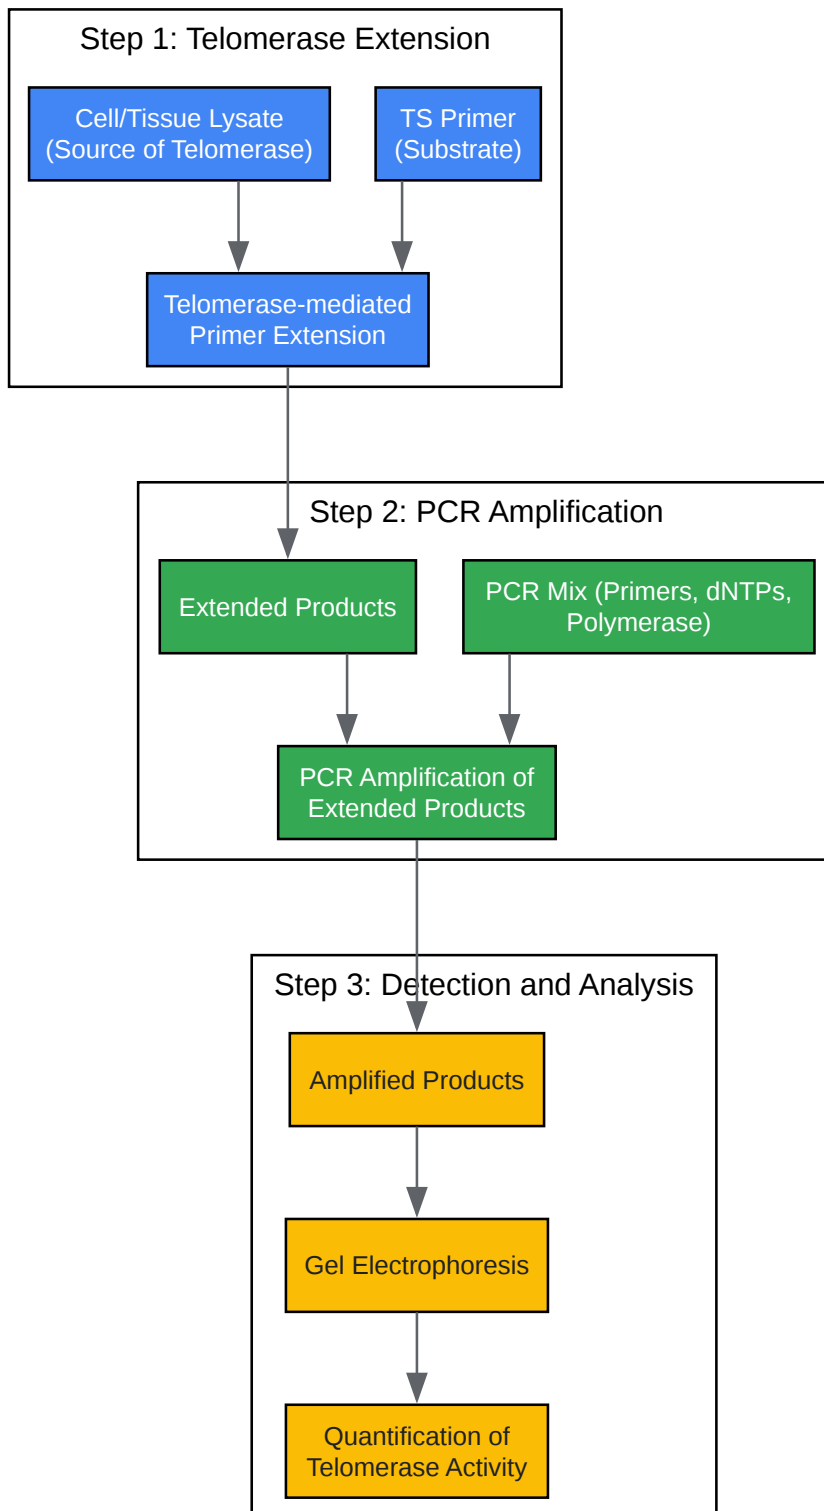 Step 1: Telomerase Extension
Cell/Tissue Lysate
(Source of Telomerase)
TS Primer
(Substrate)
Telomerase-mediated
Primer Extension
Step 2: PCR Amplification
Extended Products
PCR Mix (Primers, dNTPs,
Polymerase)
PCR Amplification of
Extended Products
Step 3: Detection and Analysis
Amplified Products
Gel Electrophoresis
Quantification of
Telomerase Activity